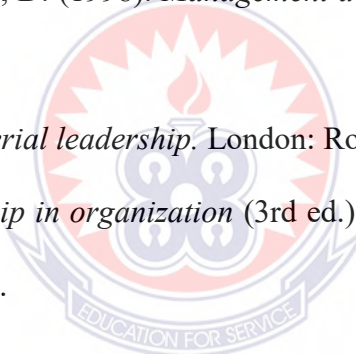 (1998). Management
erial leadership. London: Ro
ip in organization (3rd ed.)
.
EDUCATION FOR SERVICE